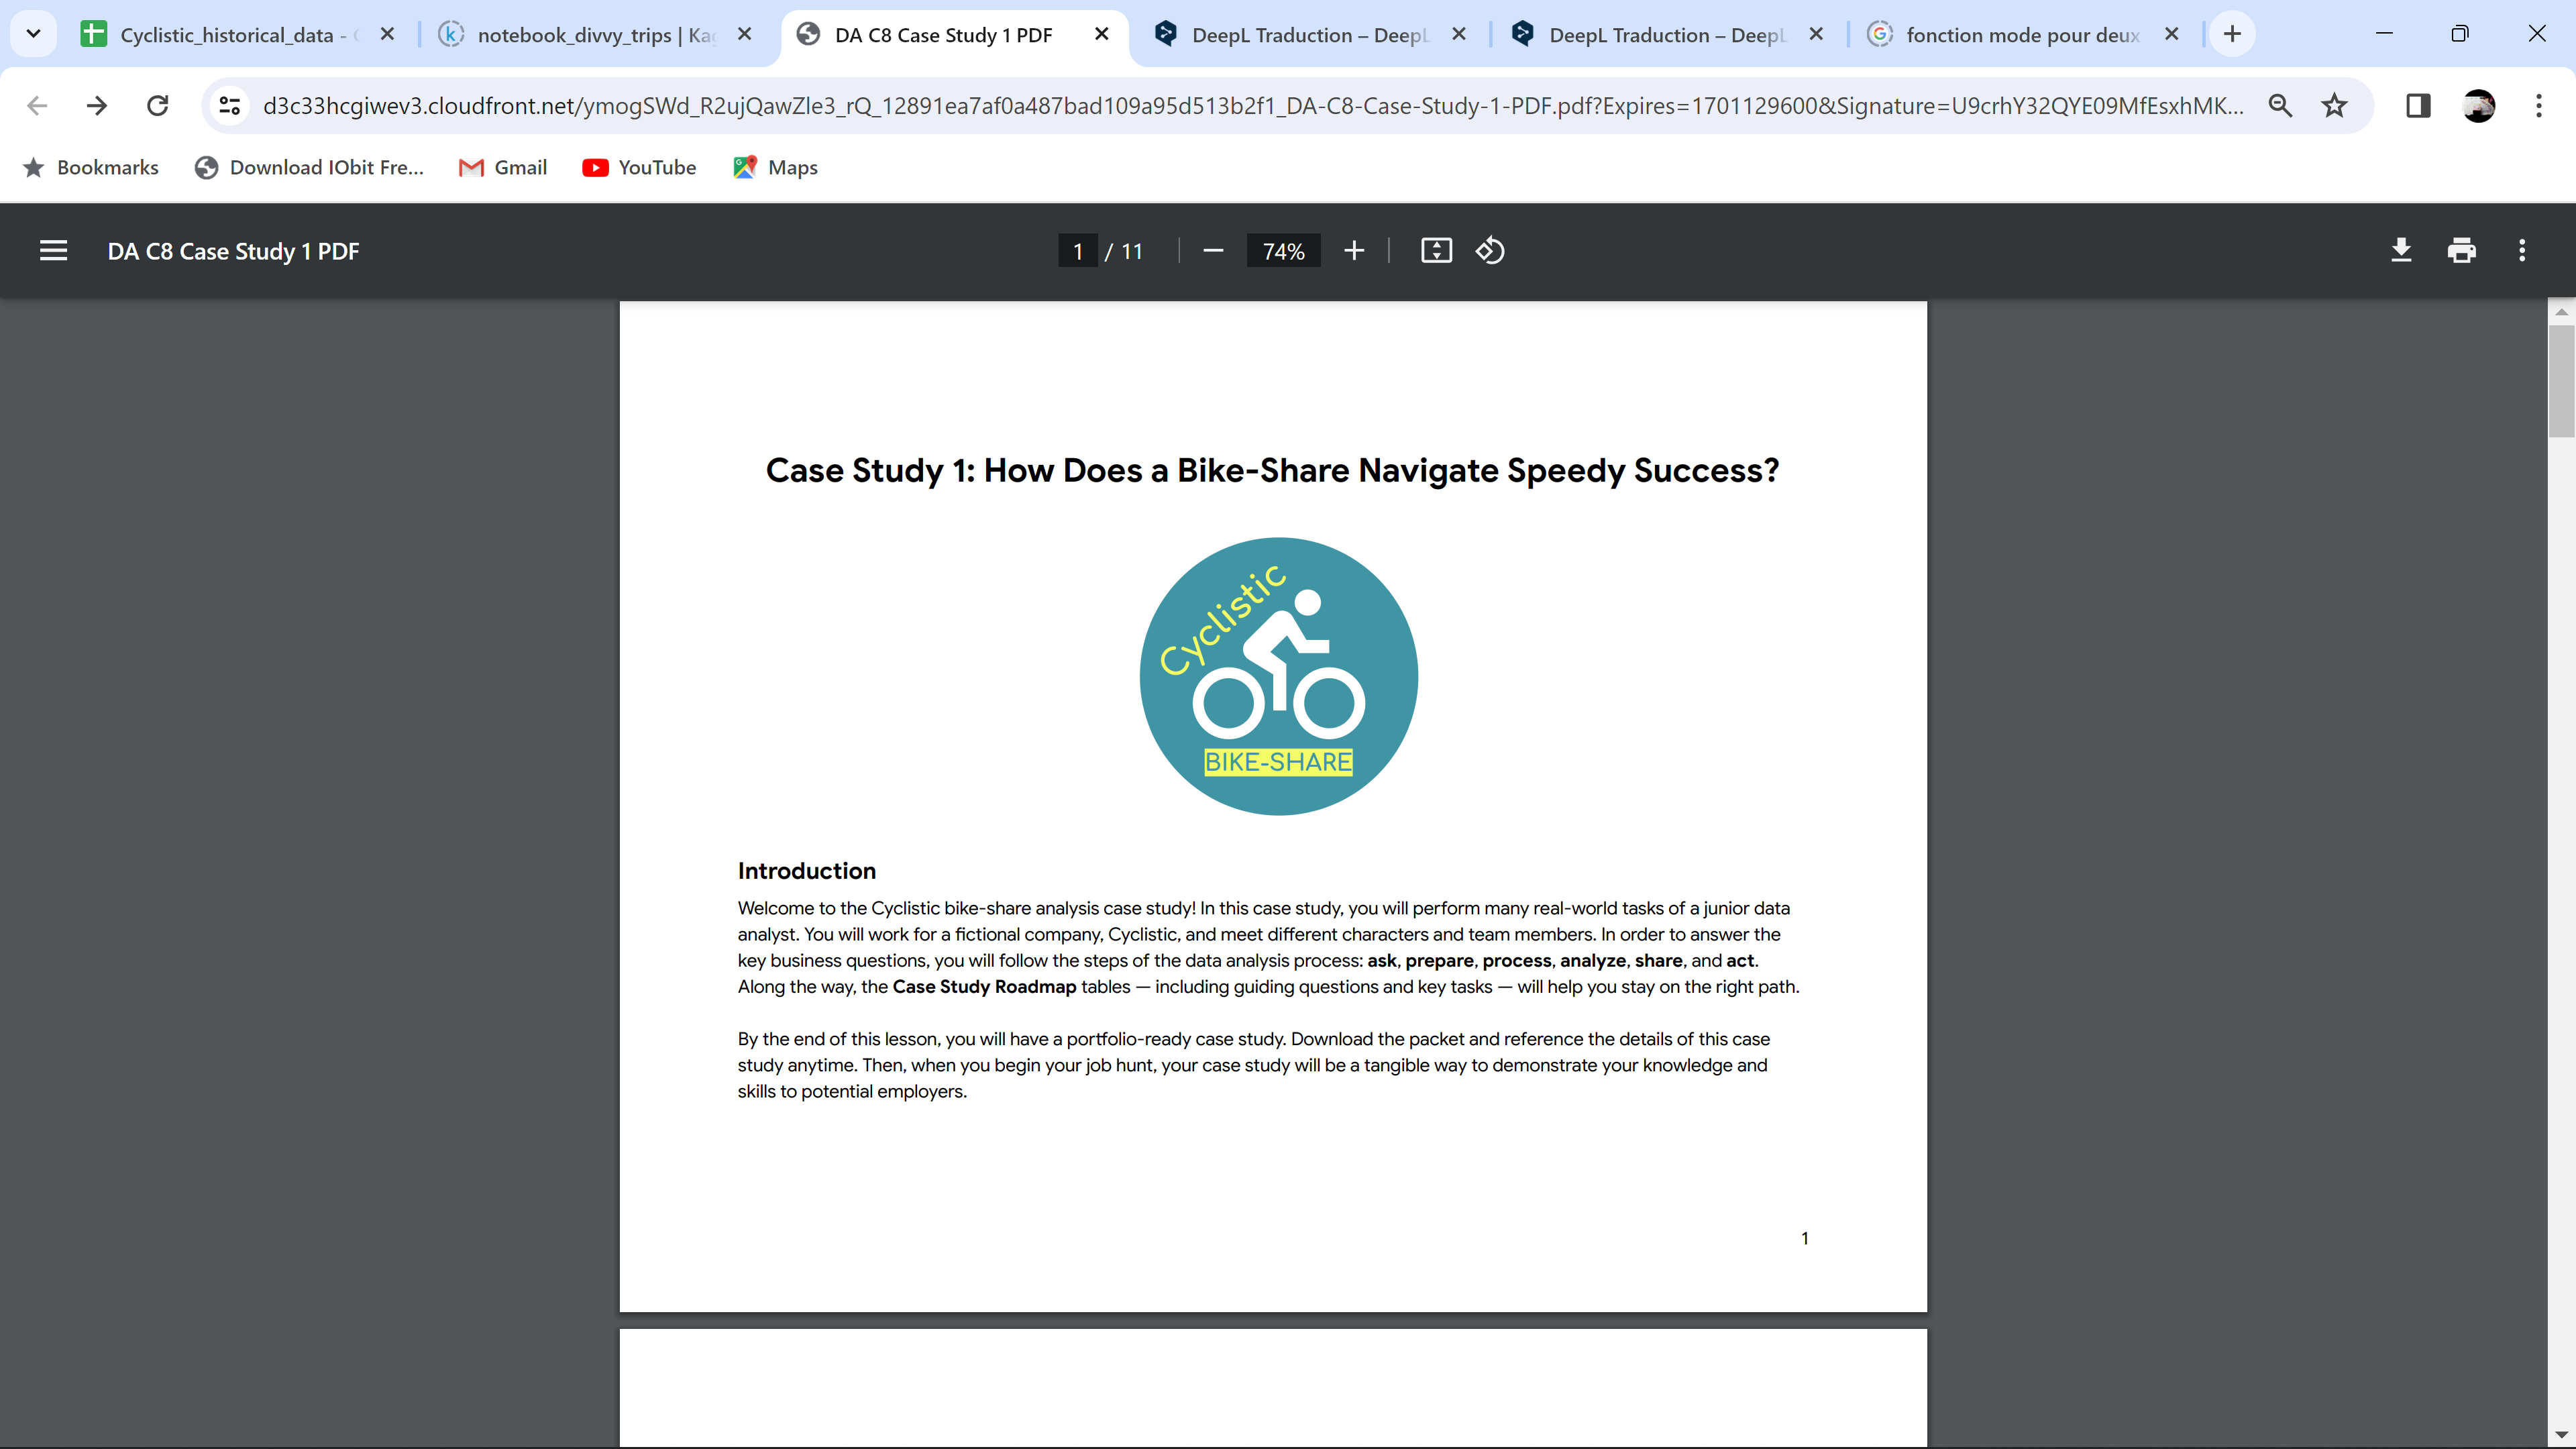 Cyclistic_historical_data -
notebook_divvy_trips | Ka
DA C8 Case Study 1 PDF
DeepL Traduction – Deep
DeepL Traduction – Deep
fonction mode pour deux
d3c33hcgiwev3.cloudfront.net/ymogSWd_R2ujQawZle3_rQ_12891ea7af0a487bad109a95d513b2f1_DA-C8-Case-Study-1-PDF.pdf?Expires=1701129600&Signature=U9crhY32QYE09MfEsxhMK...
Bookmarks
Download IObit Fre...
Gmail
YouTube
Maps
DA C8 Case Study 1 PDF
1 / 11
74%
Case Study 1: How Does a Bike-Share Navigate Speedy Success?
Cyclistic
BIKE-SHARE
Introduction
Welcome to the Cyclistic bike-share analysis case study! In this case study, you will perform many real-world tasks of a junior data
analyst. You will work for a fictional company, Cyclistic, and meet different characters and team members. In order to answer the
key business questions, you will follow the steps of the data analysis process: ask, prepare, process, analyze, share, and act.
Along the way, the Case Study Roadmap tables — including guiding questions and key tasks — will help you stay on the right path.
By the end of this lesson, you will have a portfolio-ready case study. Download the packet and reference the details of this case
study anytime. Then, when you begin your job hunt, your case study will be a tangible way to demonstrate your knowledge and
skills to potential employers.
1